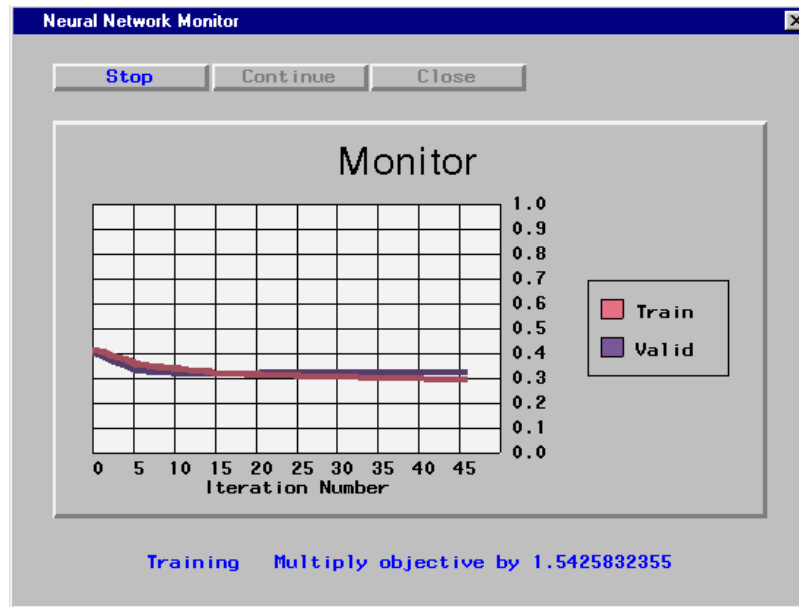 Neural Network Monitor
Stop Continue Close
Monitor
1.0
0.9
0.8
0.7
0.6
0.5
0.4
0.3
0.2
0.1
0.0
Train
Valid
0 5 10 15 20 25 30 35 40 45
Iteration Number
Training Multiply objective by 1.5425832355